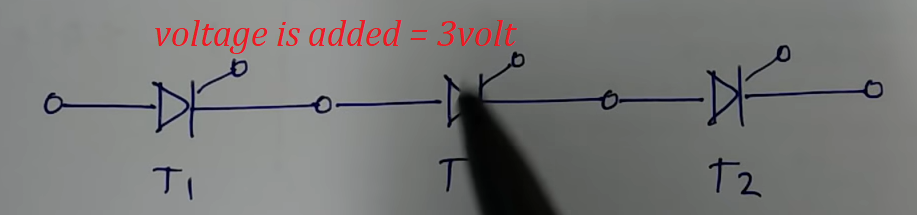 voltage is added = 3volt
T1 T T2